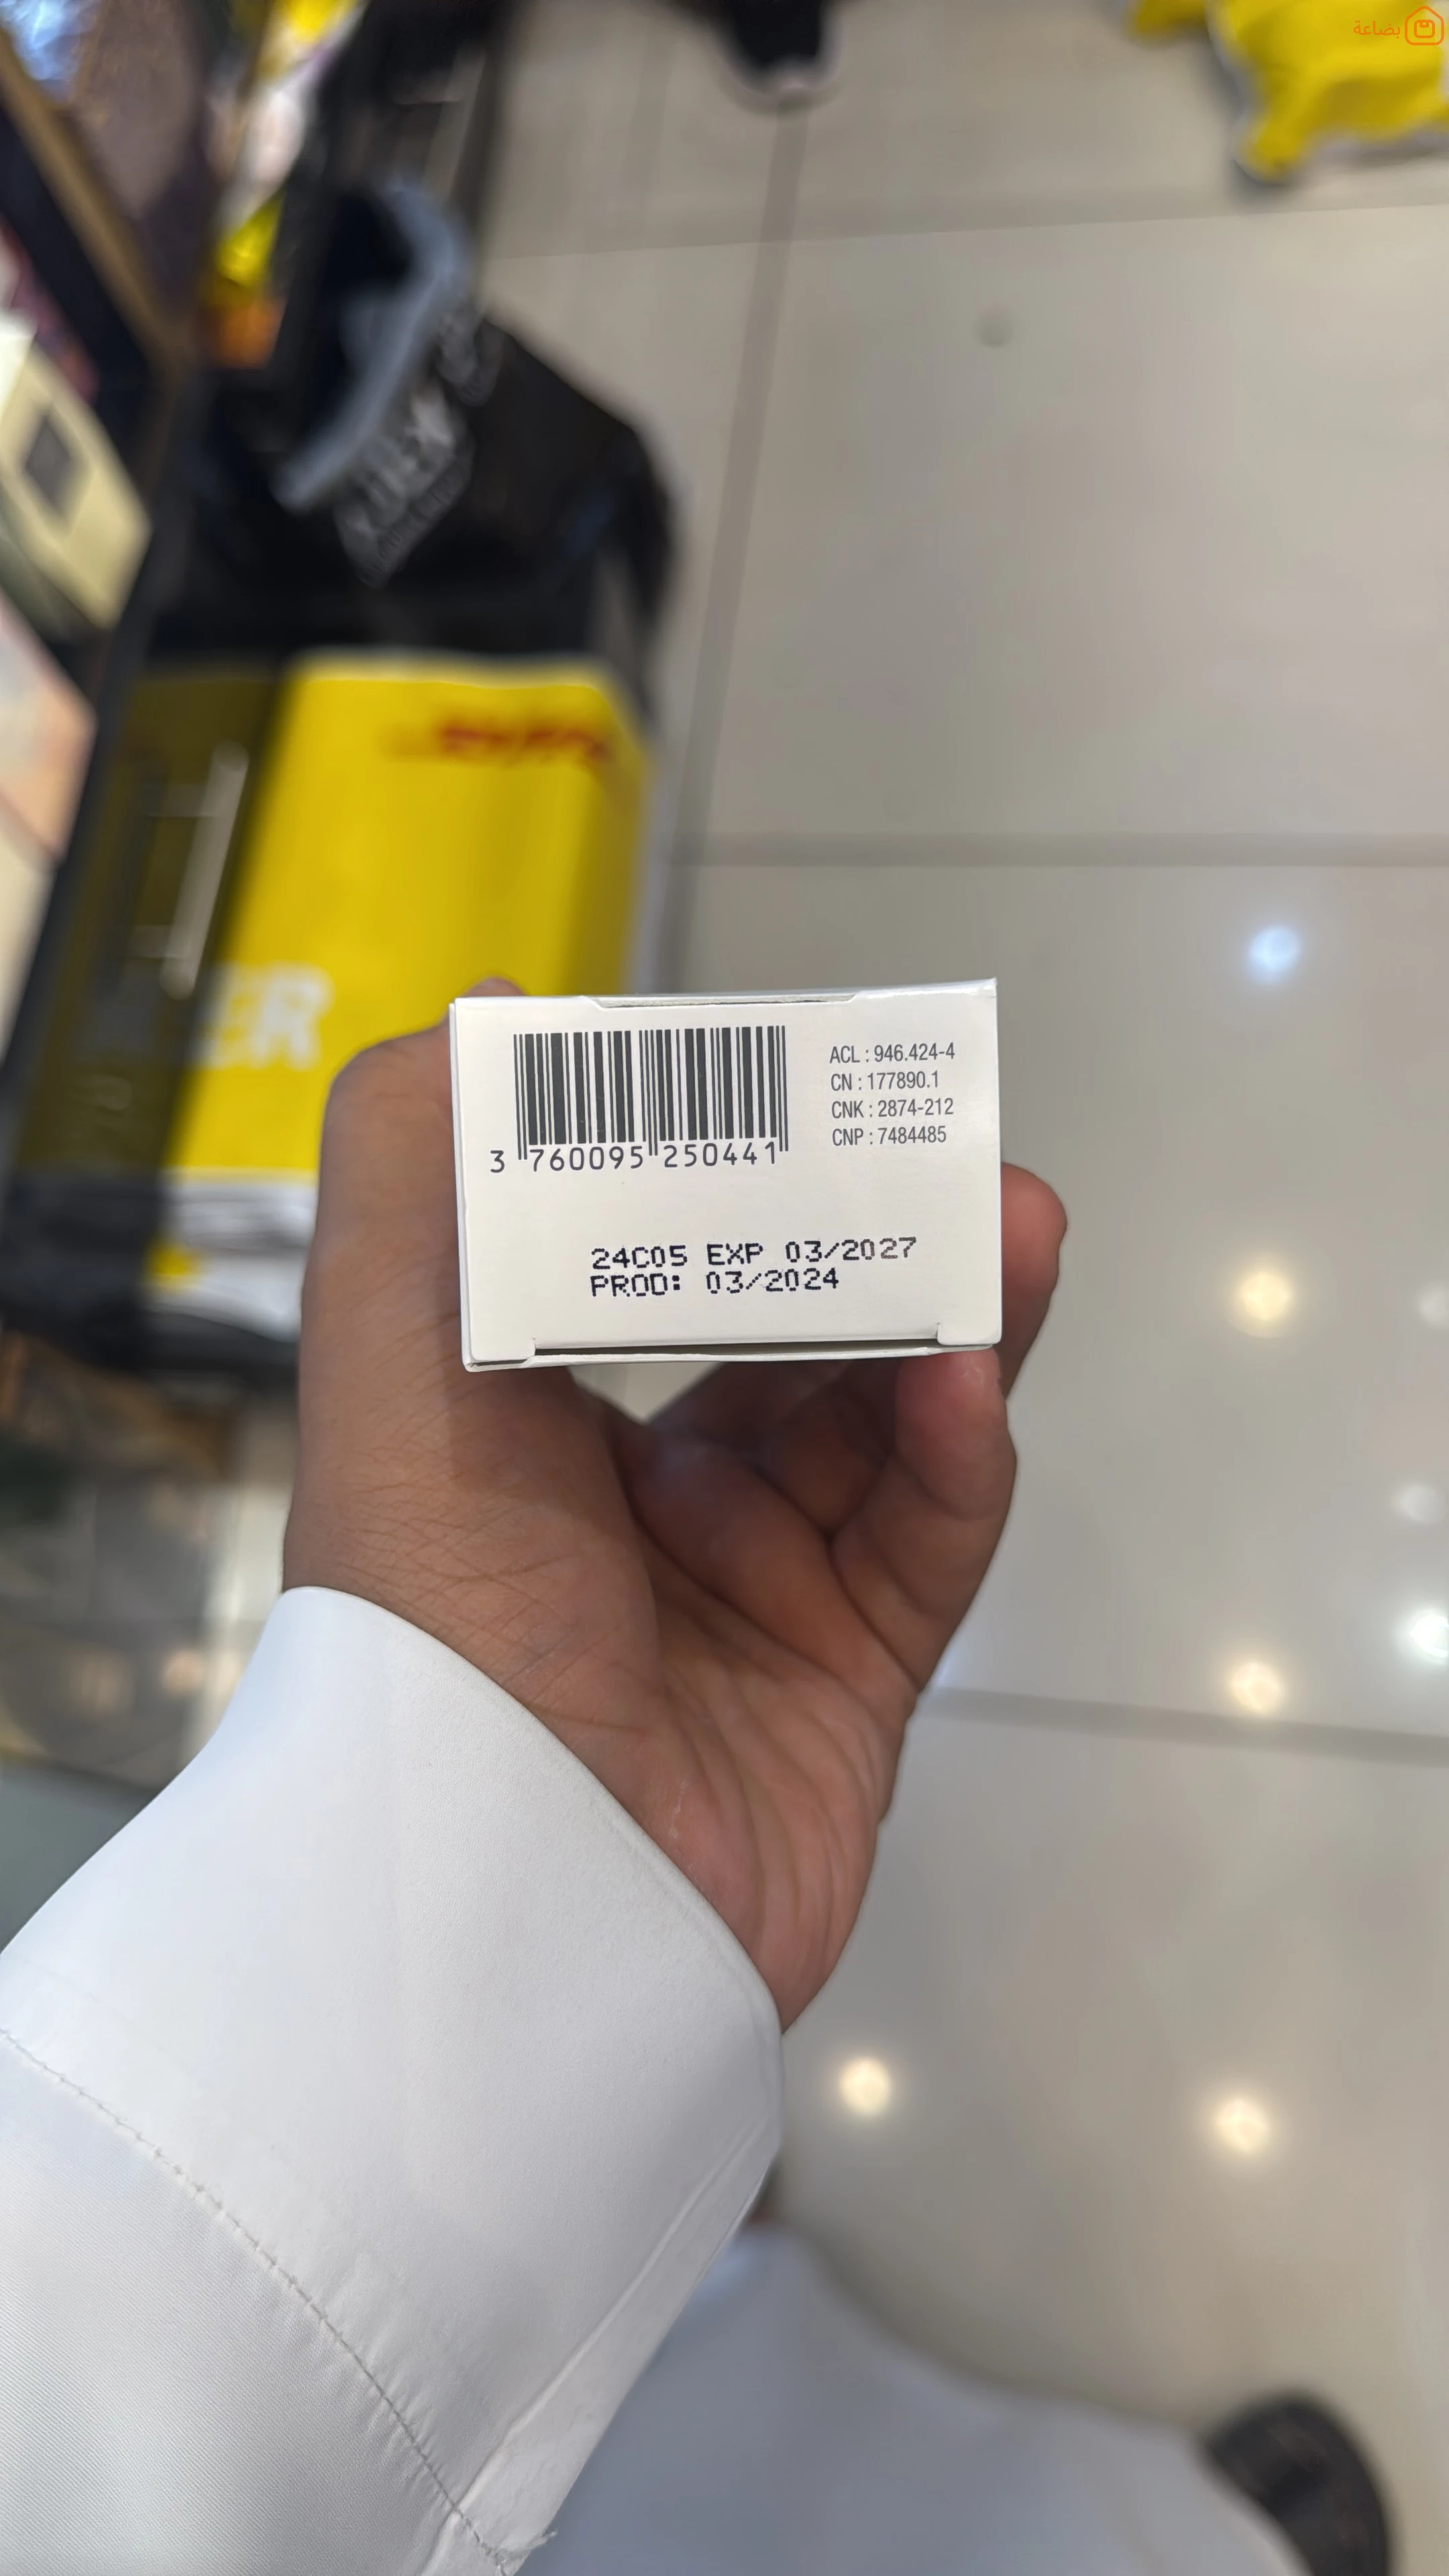 بضاعة
ER
3 760095 250441
ACL : 946.424-4
CN : 177890.1
CNK : 2874-212
CNP : 7484485
24C05 EXP 03/2027
PROD: 03/2024